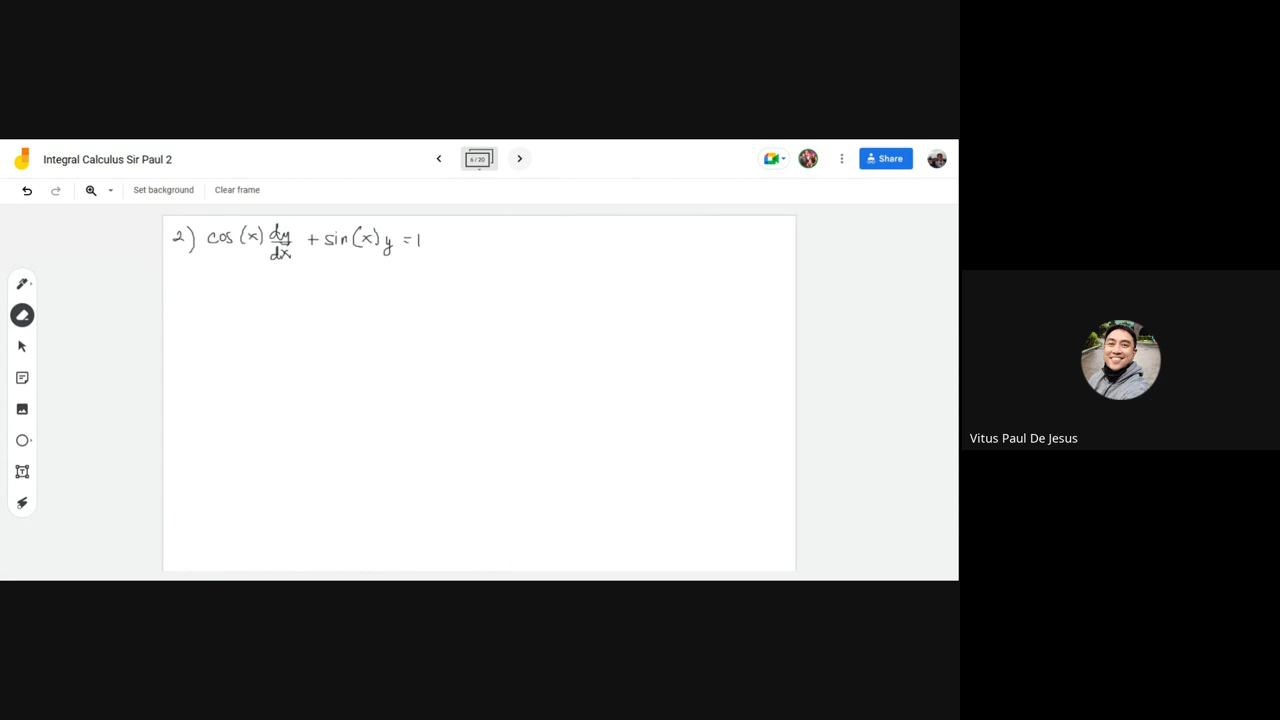 Integral Calculus Sir Paul 2
6 / 20
Share
Set background
Clear frame
2) cos (x) dy/dx + sin(x) y = 1
Vitus Paul De Jesus